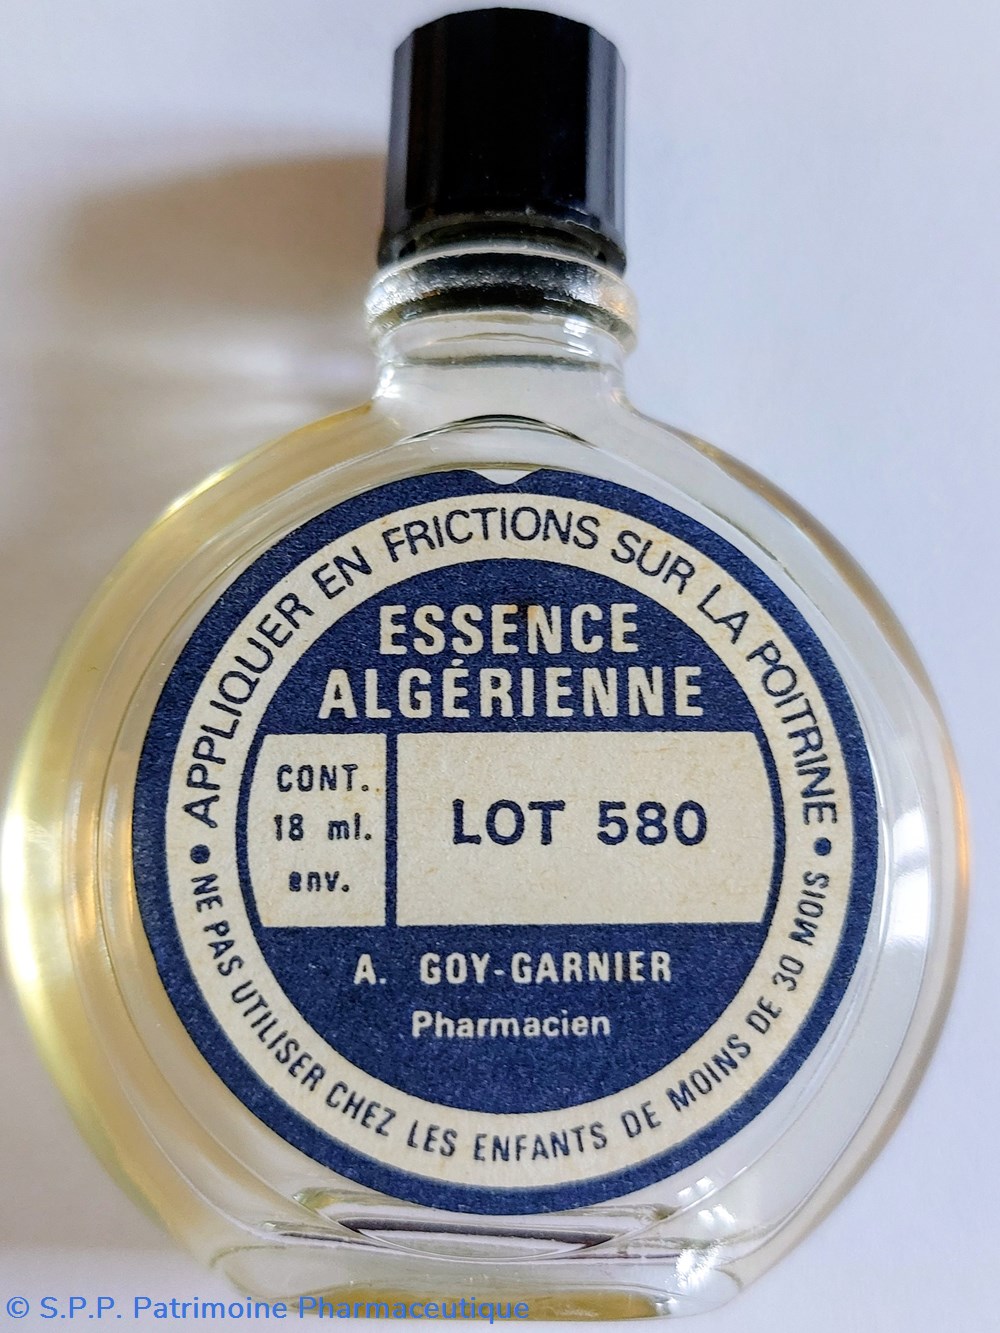 • APPLIQUER EN FRICTIONS SUR LA POITRINE •
ESSENCE
ALGÉRIENNE
CONT.
18 ml.
env.
LOT 580
A. GOY-GARNIER
Pharmacien
NE PAS UTILISER CHEZ LES ENFANTS DE MOINS DE 30 MOIS
© S.P.P. Patrimoine Pharmaceutique